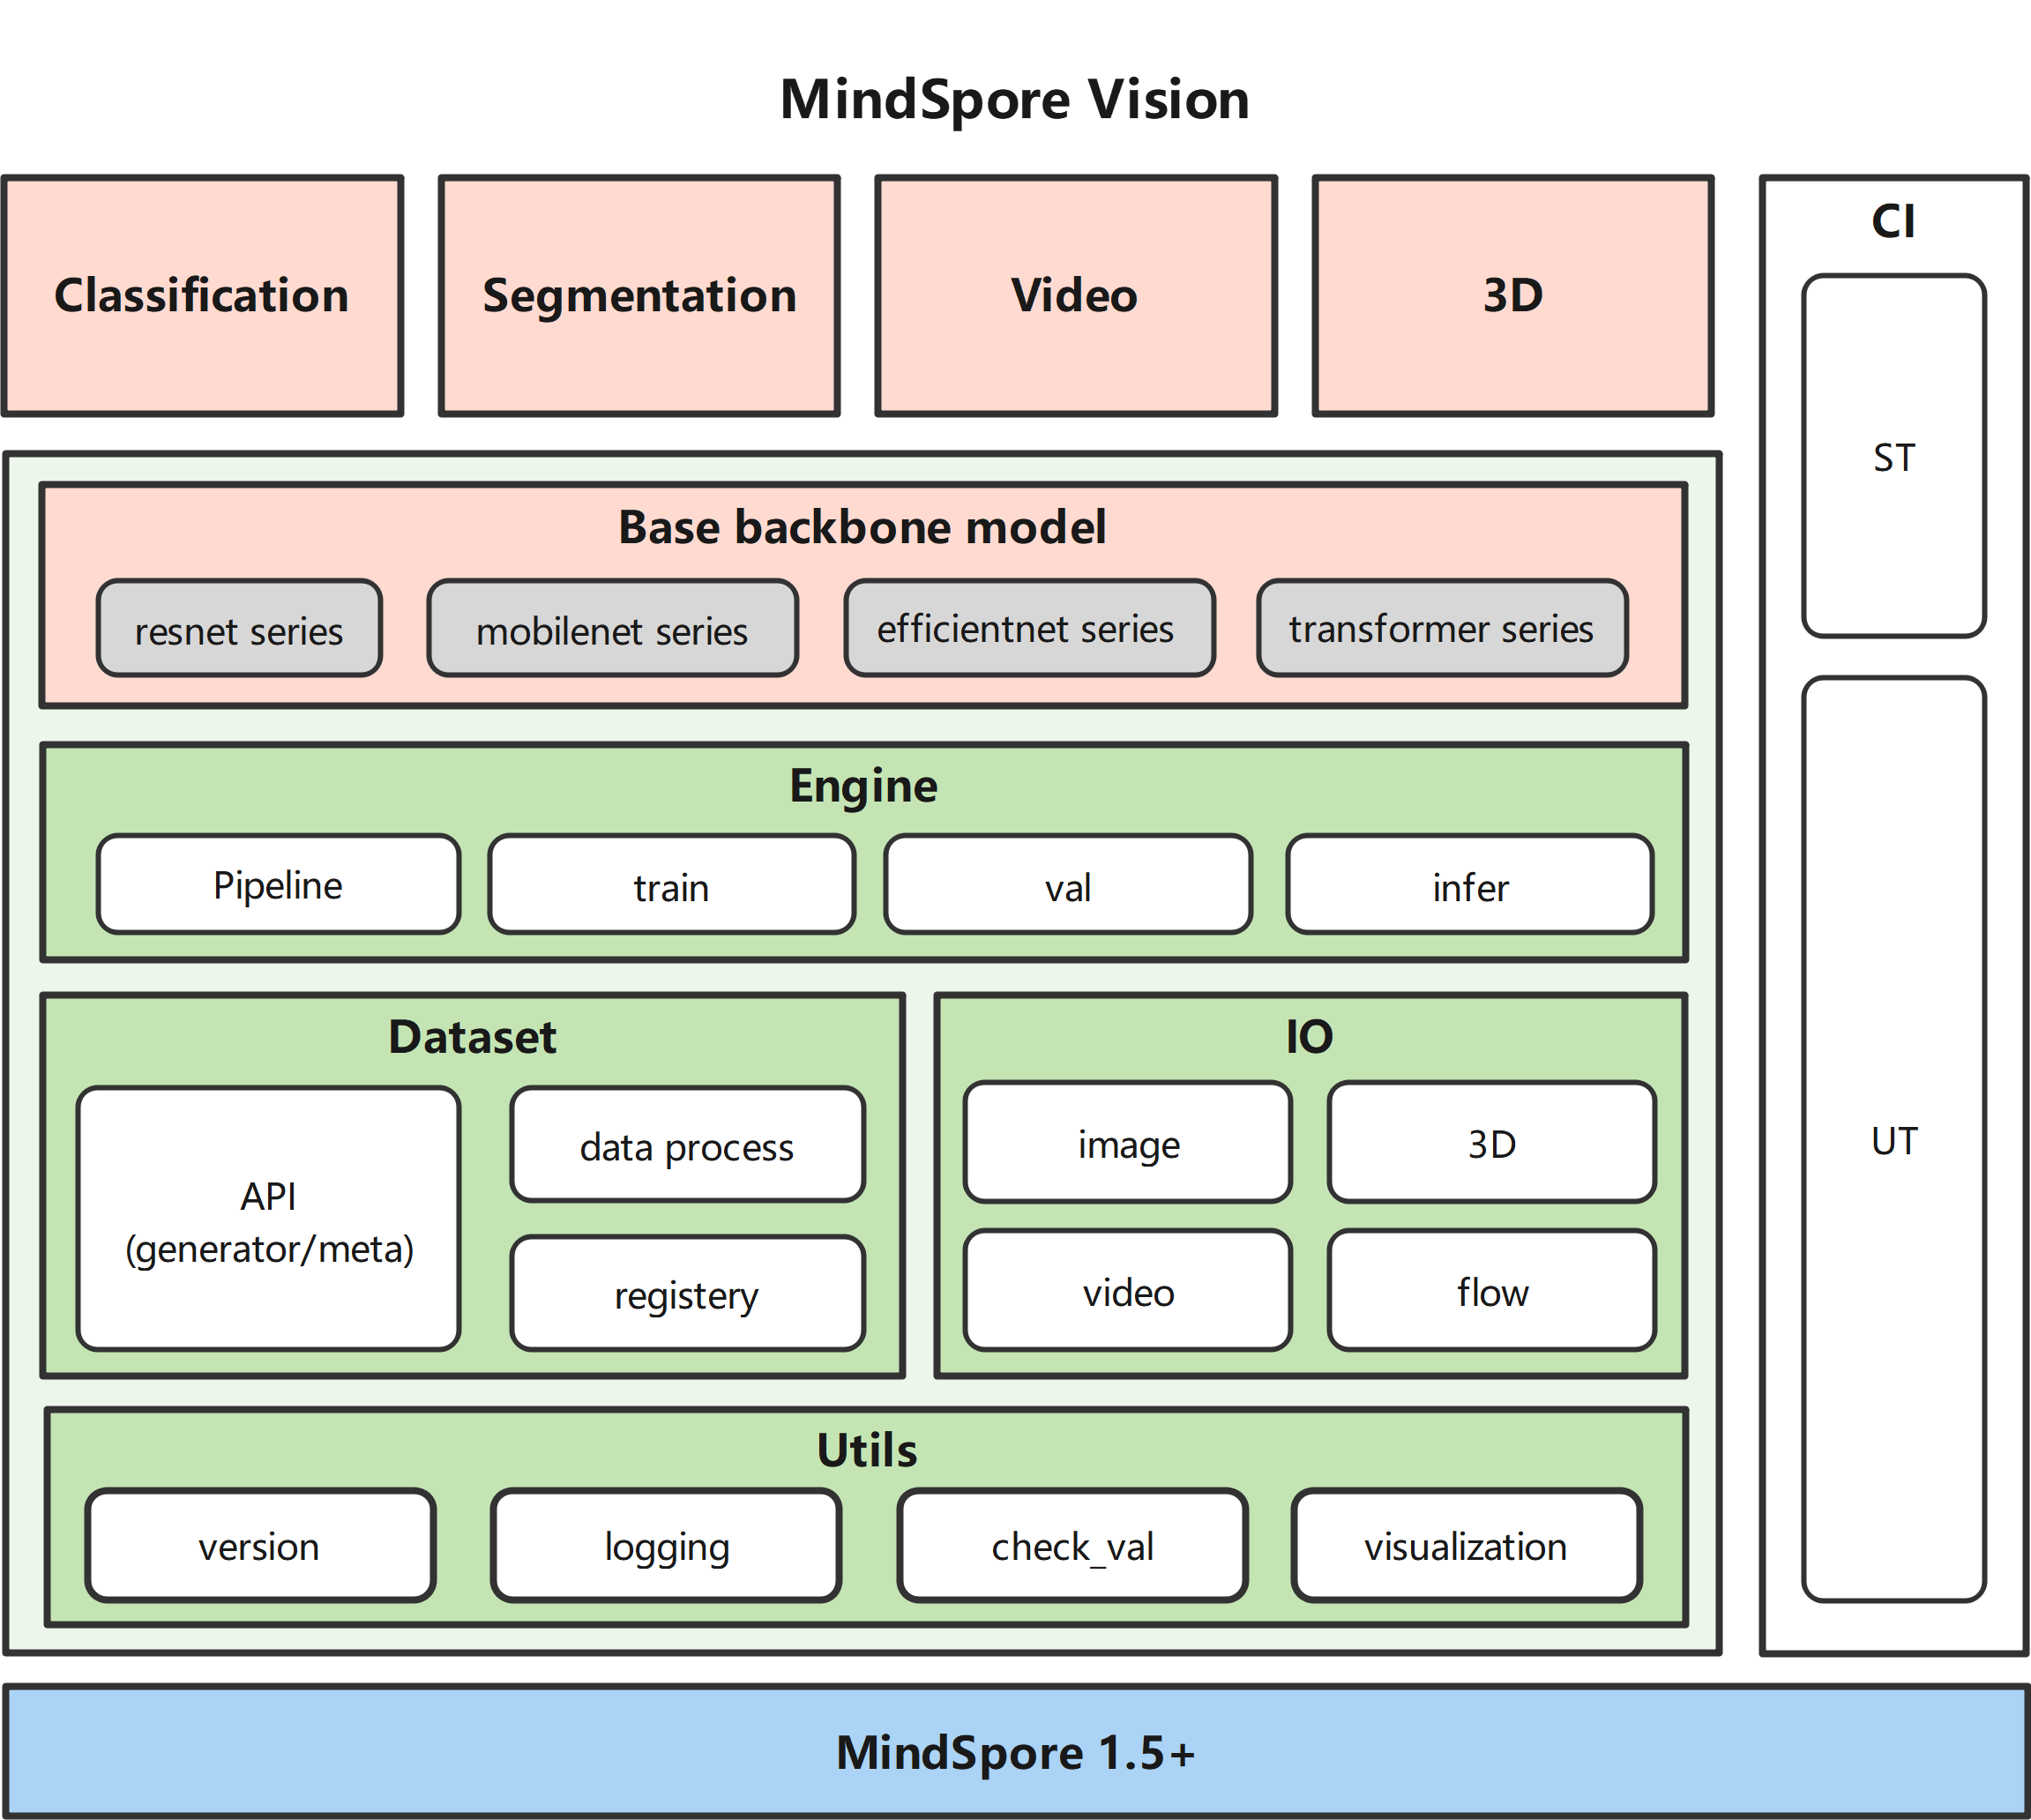 MindSpore Vision
Classification
Segmentation
Video
3D
CI
ST
UT
Base backbone model
resnet series
mobilenet series
efficientnet series
transformer series
Engine
Pipeline
train
val
infer
Dataset
API
(generator/meta)
data process
registery
IO
image
3D
video
flow
Utils
version
logging
check_val
visualization
MindSpore 1.5+